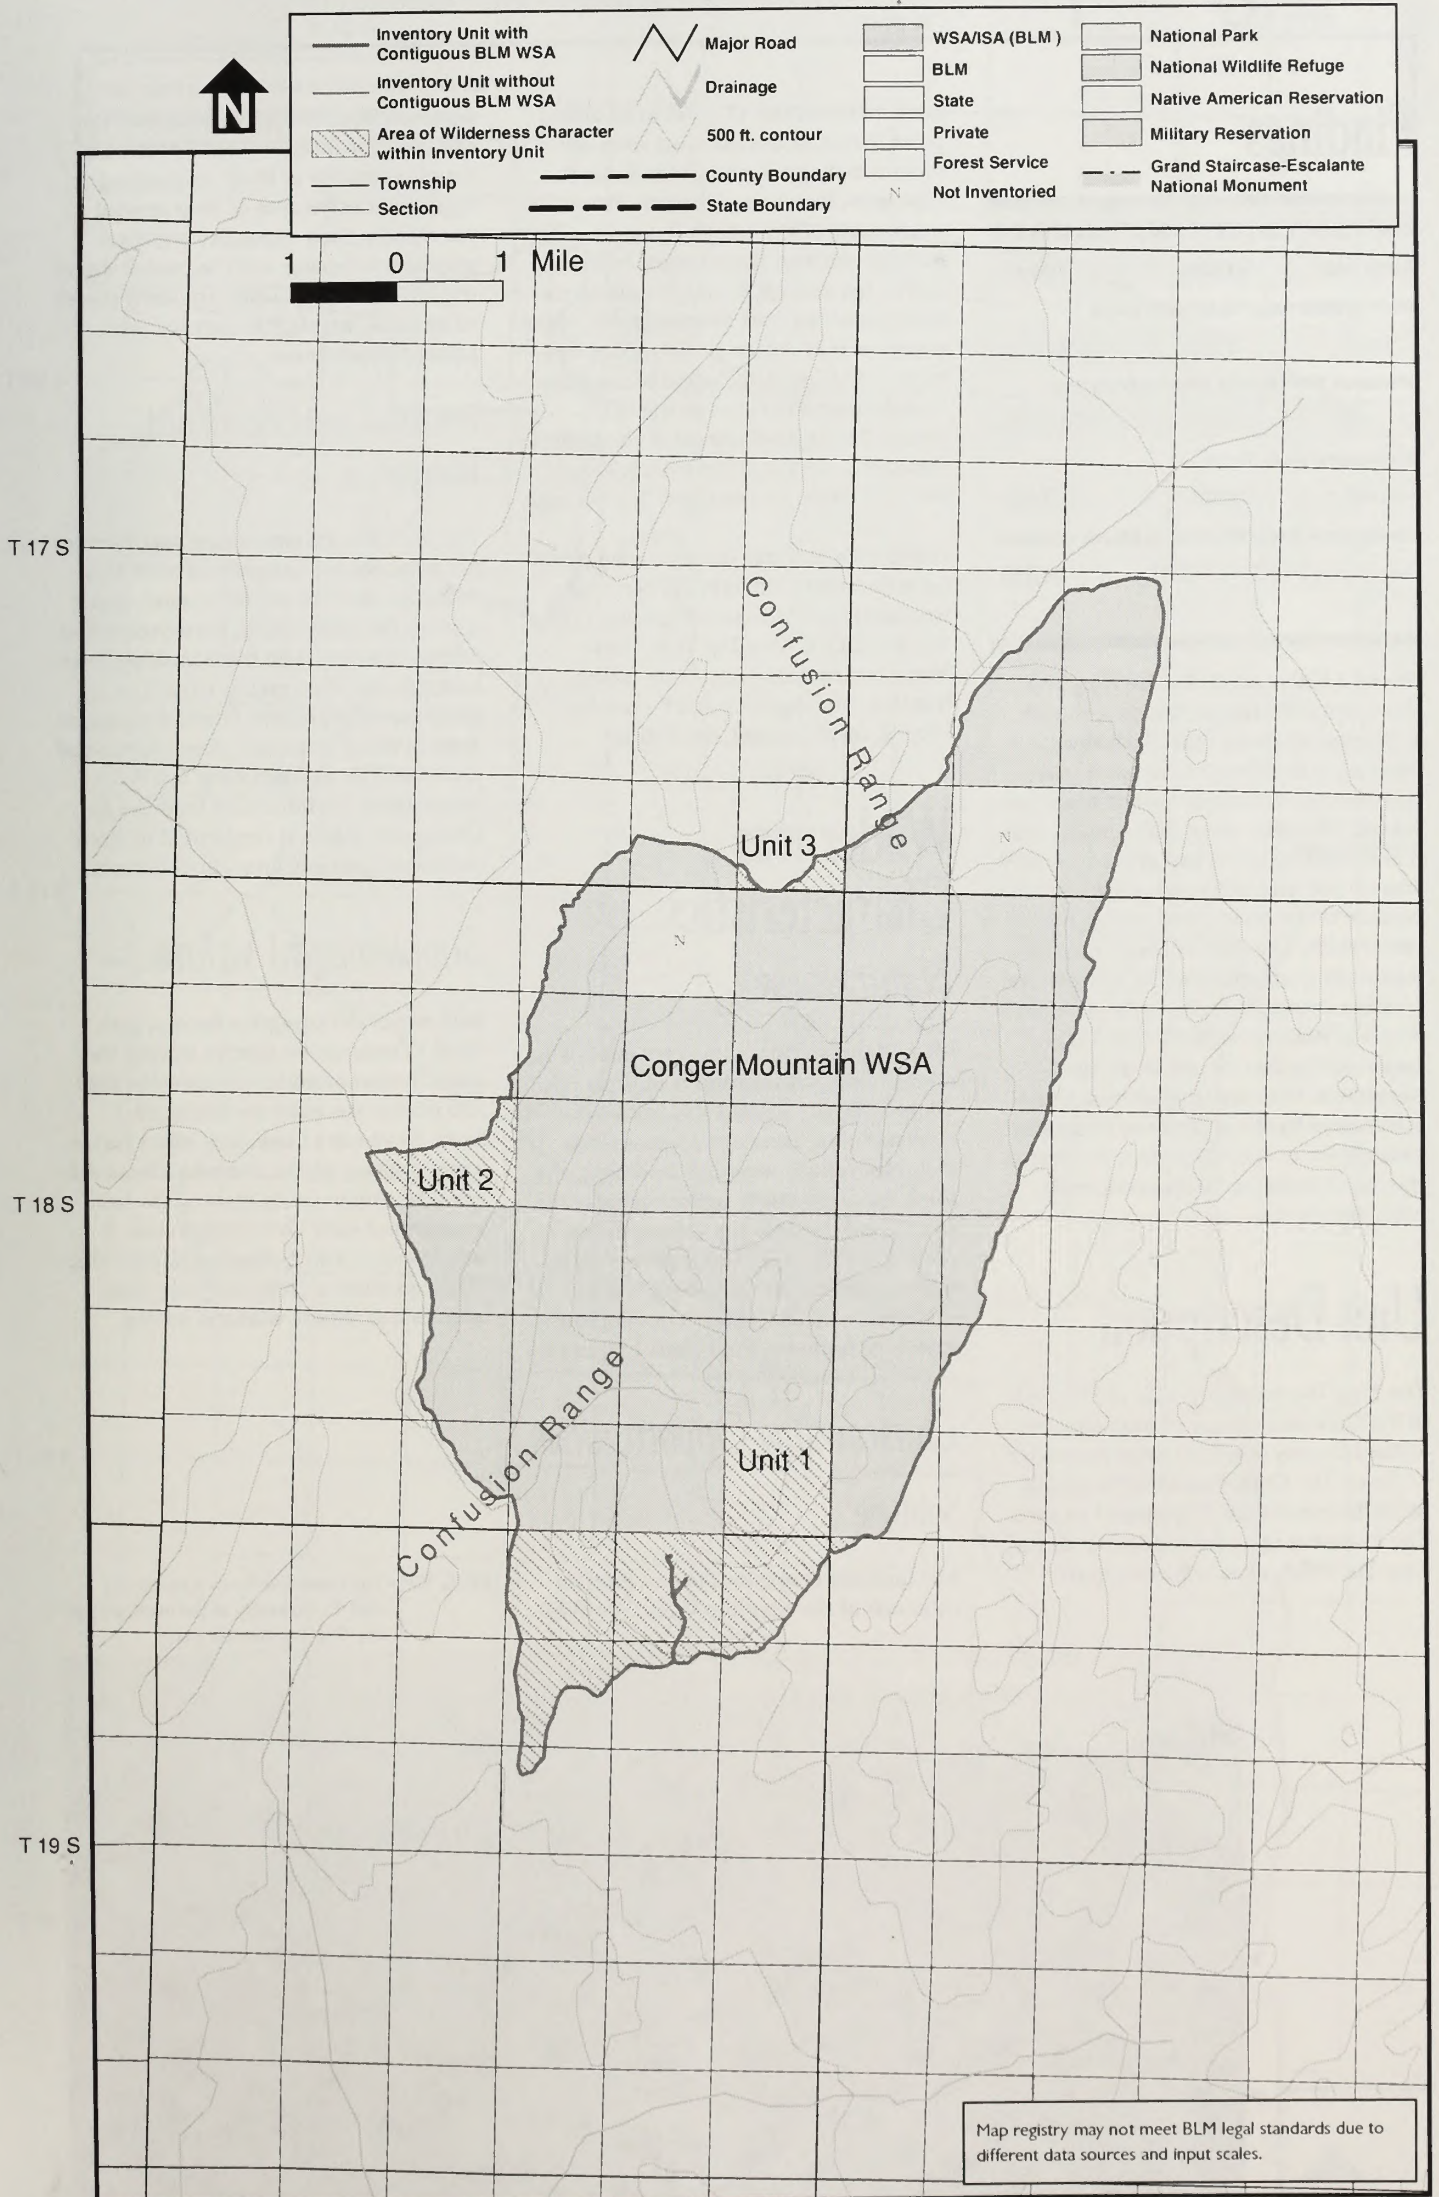 Inventory Unit with
Contiguous BLM WSA
Inventory Unit without
Contiguous BLM WSA
Area of Wilderness Character
within Inventory Unit
Township
Section
Major Road
Drainage
500 ft. contour
County Boundary
State Boundary
WSA/ISA (BLM )
BLM
State
Private
Forest Service
N Not Inventoried
National Park
National Wildlife Refuge
Native American Reservation
Military Reservation
Grand Staircase-Escalante
National Monument
N
1 0 1 Mile
T 17 S
Confusion Range
Unit 3
N
N
Conger Mountain WSA
Unit 2
T 18 S
Confusion Range
Unit 1
T 19 S
Map registry may not meet BLM legal standards due to
different data sources and input scales.